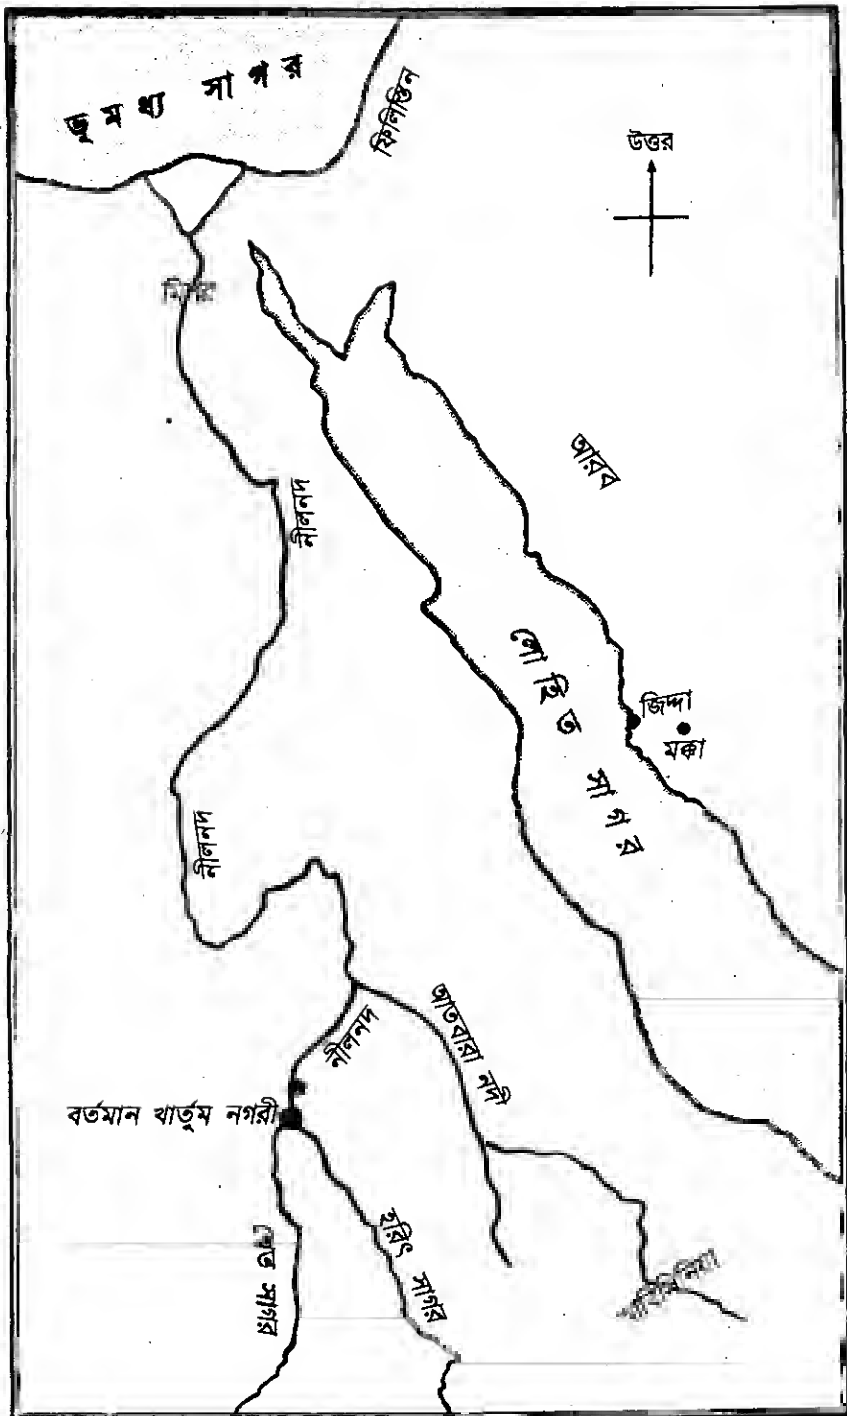 ভূমধ্য সাগর
ফিলিস্তিন
উত্তর
মিসর
আরব
নীলনদ
লোহিত সাগর
জিদ্দা
মক্কা
নীলনদ
আতবারা নদী
নীলনদ
বর্তমান খার্তুম নগরী
শ্বেত সাগর
হরিৎ সাগর
আবিসিনিয়া